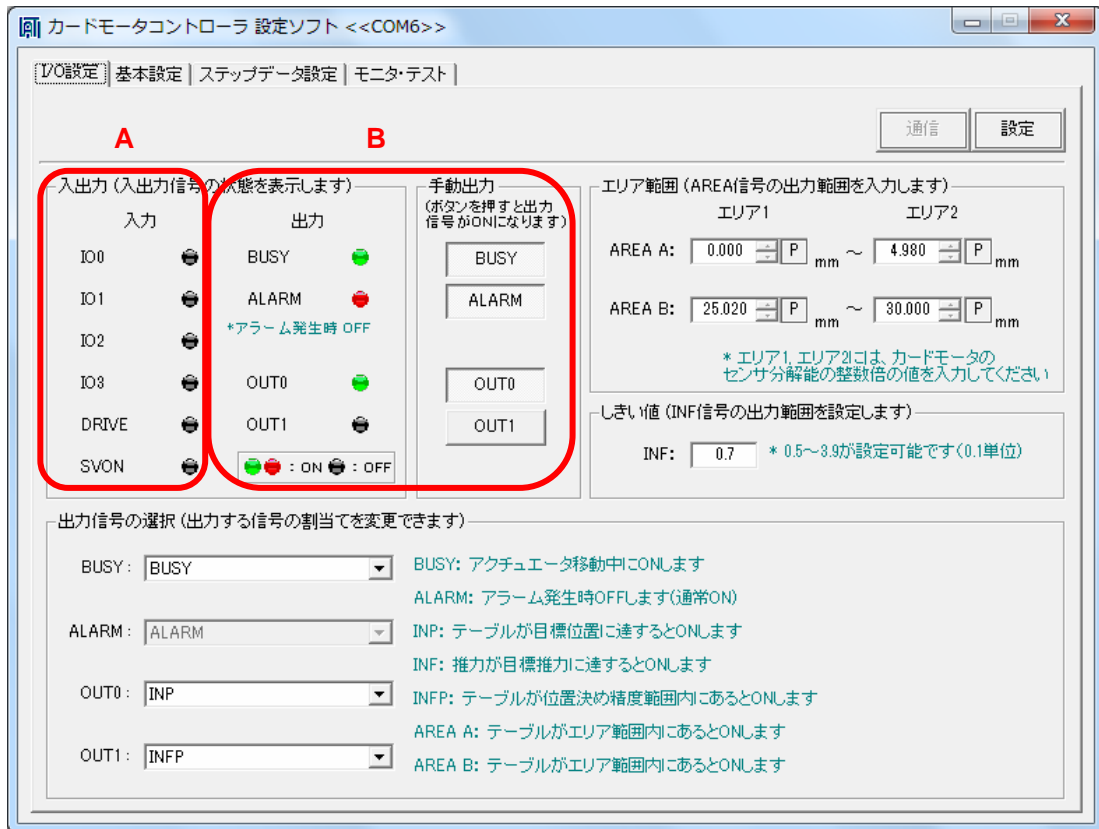 カードモータコントローラ 設定ソフト <<COM6>>
I/O設定 基本設定 ステップデータ設定 モニタ・テスト
通信 設定
A B
入出力 (入出力信号の状態を表示します)
入力 出力
IO0 BUSY
IO1 ALARM
*アラーム発生時 OFF
IO2
IO3 OUT0
DRIVE OUT1
SVON : ON : OFF
手動出力
(ボタンを押すと出力
信号がONになります)
BUSY
ALARM
OUT0
OUT1
エリア範囲 (AREA信号の出力範囲を入力します)
エリア1 エリア2
AREA A: 0.000 P mm ～ 4.980 P mm
AREA B: 25.020 P mm ～ 30.000 P mm
* エリア1, エリア2には、カードモータの
センサ分解能の整数倍の値を入力してください
しきい値 (INF信号の出力範囲を設定します)
INF: 0.7 * 0.5～3.9が設定可能です(0.1単位)
出力信号の選択 (出力する信号の割当てを変更できます)
BUSY: BUSY
ALARM: ALARM
OUT0: INP
OUT1: INFP
BUSY: アクチュエータ移動中にONします
ALARM: アラーム発生時OFFします(通常ON)
INP: テーブルが目標位置に達するとONします
INF: 推力が目標推力に達するとONします
INFP: テーブルが位置決め精度範囲内にあるとONします
AREA A: テーブルがエリア範囲内にあるとONします
AREA B: テーブルがエリア範囲内にあるとONします